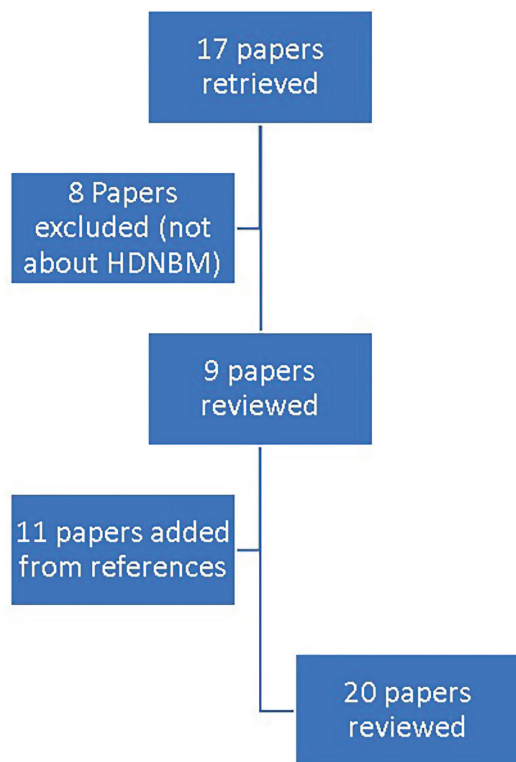 17 papers
retrieved
8 Papers
excluded (not
about HDNBM)
9 papers
reviewed
11 papers added
from references
20 papers
reviewed